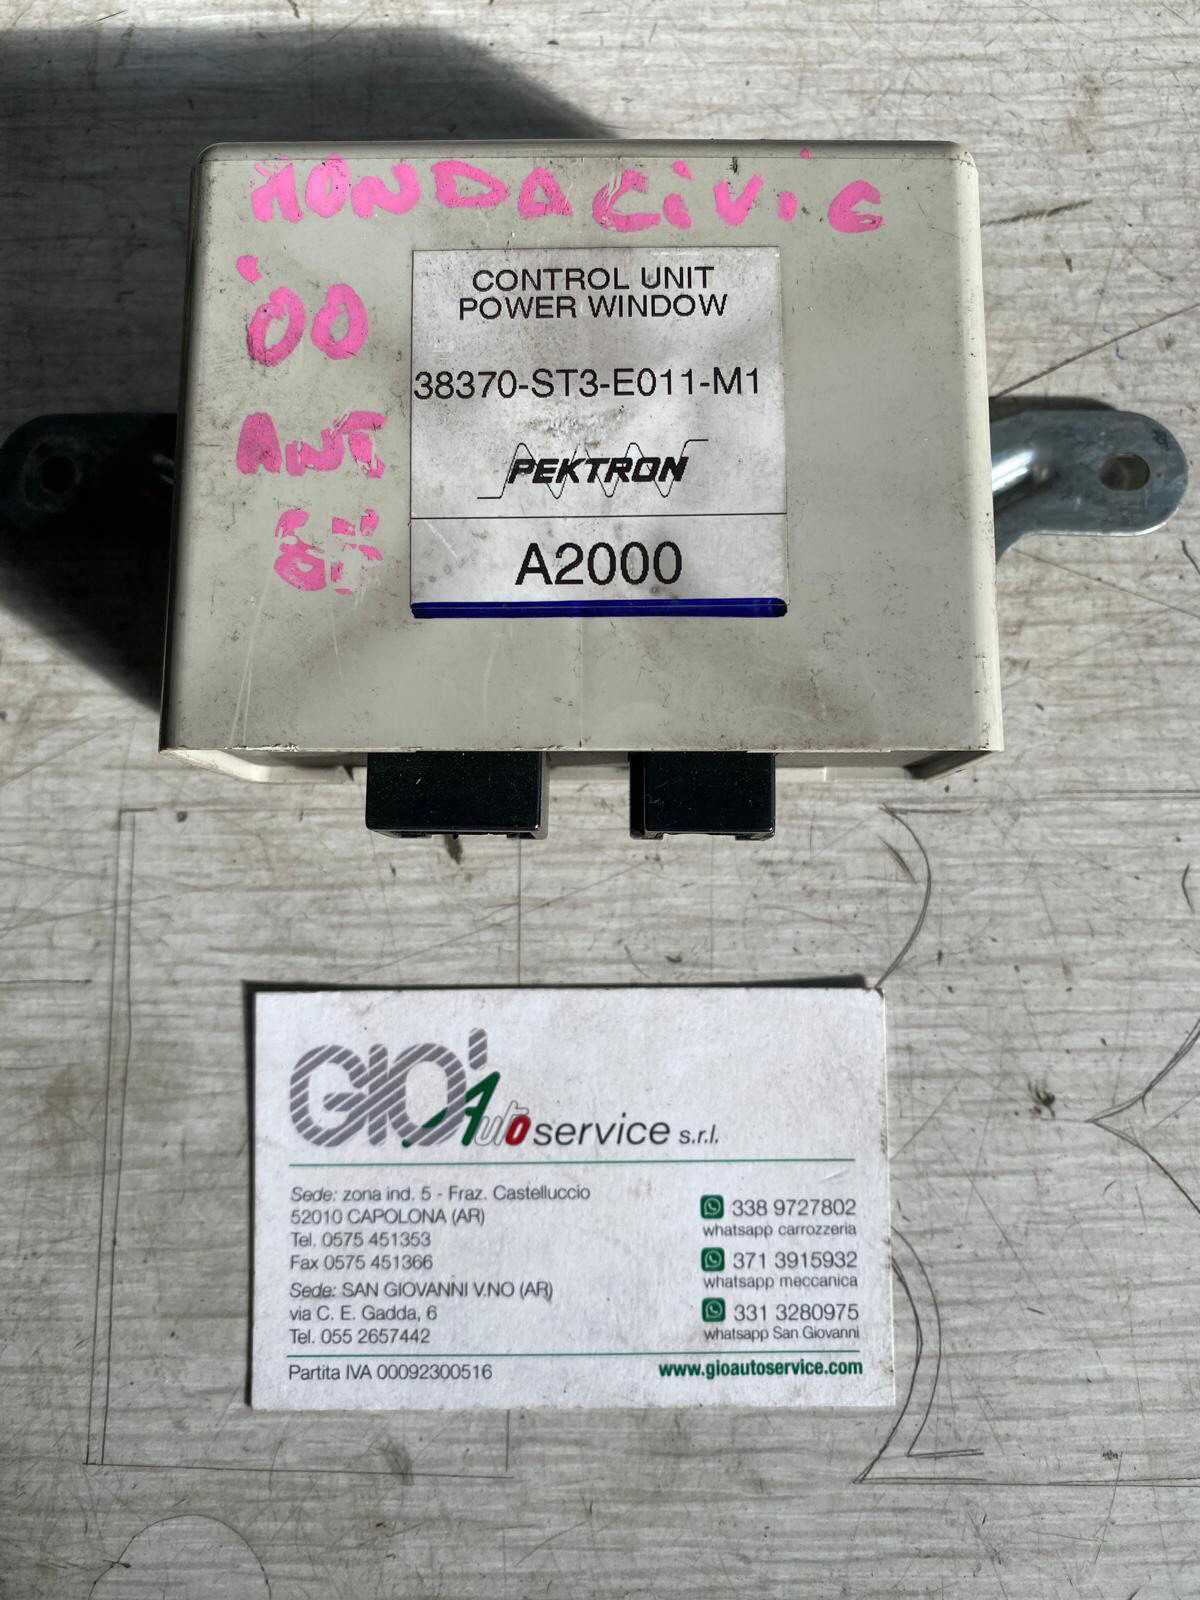 HONDA CiViC
'00
ANT
CONTROL UNIT
POWER WINDOW
38370-ST3-E011-M1
PEKTRON
A2000
GIO' Autoservice s.r.l.
Sede: zona ind. 5 - Fraz. Castelluccio
52010 CAPOLONA (AR)
Tel. 0575 451353
Fax 0575 451366
Sede: SAN GIOVANNI V.NO (AR)
via C. E. Gadda, 6
Tel. 055 2657442
338 9727802
whatsapp carrozzeria
371 3915932
whatsapp meccanica
331 3280975
whatsapp San Giovanni
Partita IVA 00092300516
www.gioautoservice.com